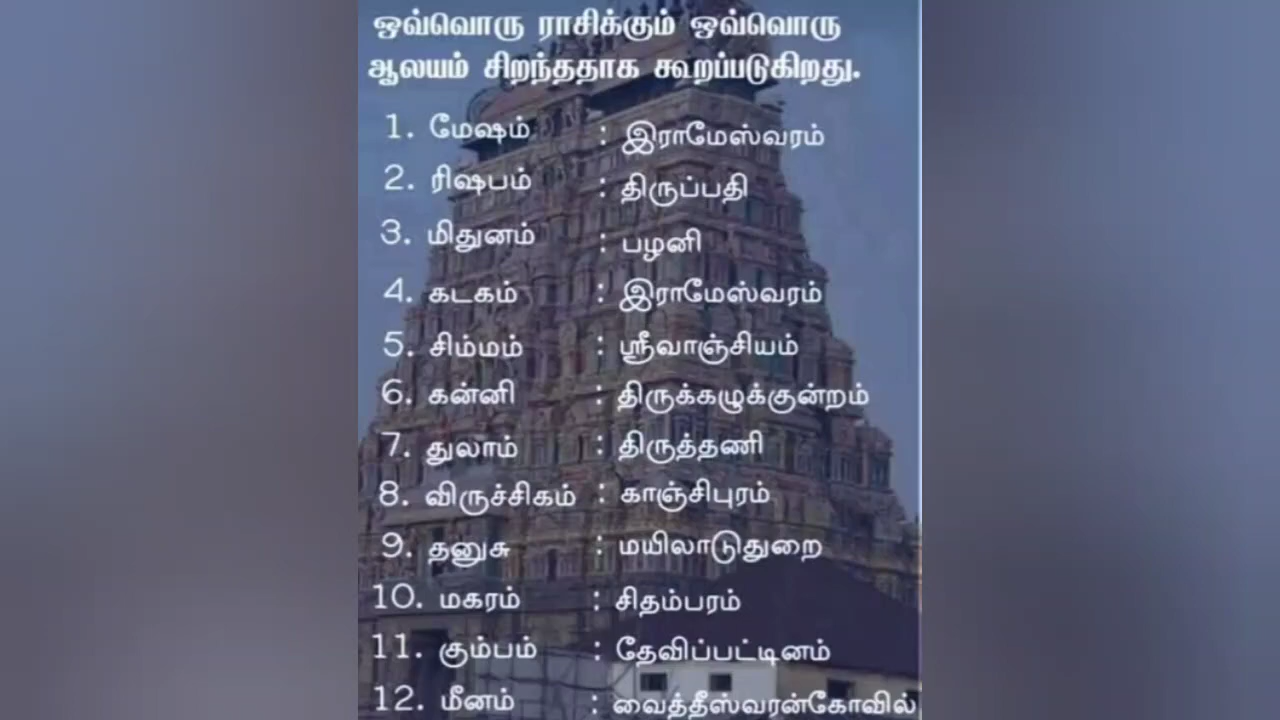 ஒவ்வொரு ராசிக்கும் ஒவ்வொரு
ஆலயம் சிறந்ததாக கூறப்படுகிறது.
1. மேஷம் : இராமேஸ்வரம்
2. ரிஷபம் : திருப்பதி
3. மிதுனம் : பழனி
4. கடகம் : இராமேஸ்வரம்
5. சிம்மம் : ஸ்ரீவாஞ்சியம்
6. கன்னி : திருக்கழுக்குன்றம்
7. துலாம் : திருத்தணி
8. விருச்சிகம் : காஞ்சிபுரம்
9. தனுசு : மயிலாடுதுறை
10. மகரம் : சிதம்பரம்
11. கும்பம் : தேவிப்பட்டினம்
12. மீனம் : வைத்தீஸ்வரன்கோவில்